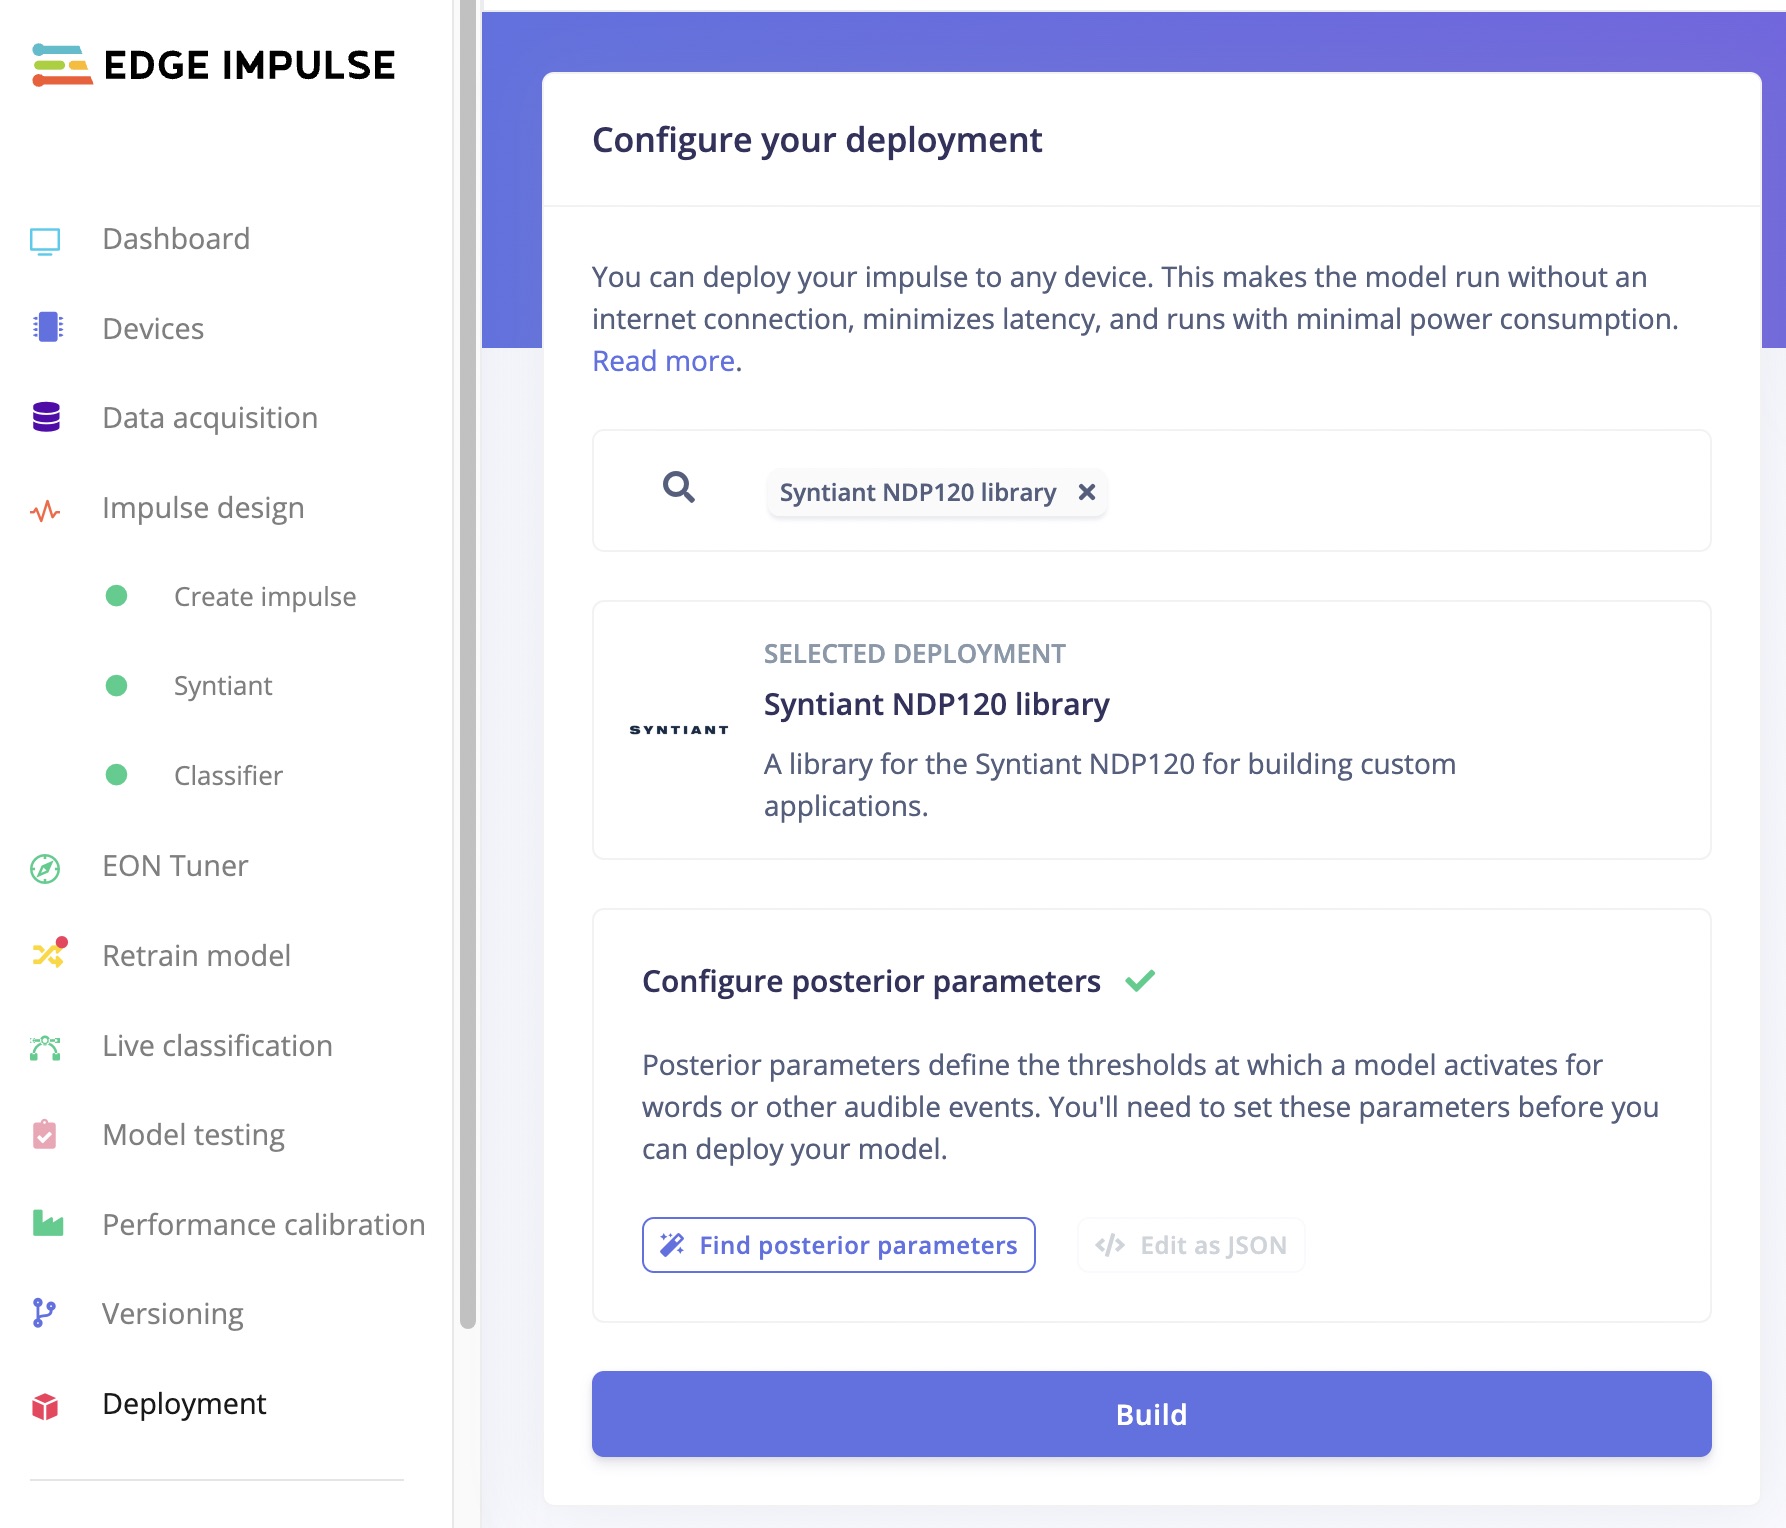 EDGE IMPULSE
Dashboard
Devices
Data acquisition
Impulse design
Create impulse
Syntiant
Classifier
EON Tuner
Retrain model
Live classification
Model testing
Performance calibration
Versioning
Deployment
Configure your deployment
You can deploy your impulse to any device. This makes the model run without an
internet connection, minimizes latency, and runs with minimal power consumption.
Read more.
Syntiant NDP120 library
SELECTED DEPLOYMENT
Syntiant NDP120 library
SYNTIANT
A library for the Syntiant NDP120 for building custom
applications.
Configure posterior parameters
Posterior parameters define the thresholds at which a model activates for
words or other audible events. You'll need to set these parameters before you
can deploy your model.
Find posterior parameters
</> Edit as JSON
Build